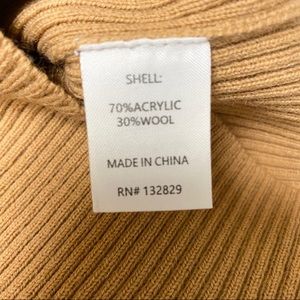 SHELL:
70%ACRYLIC
30%WOOL
MADE IN CHINA
RN# 132829